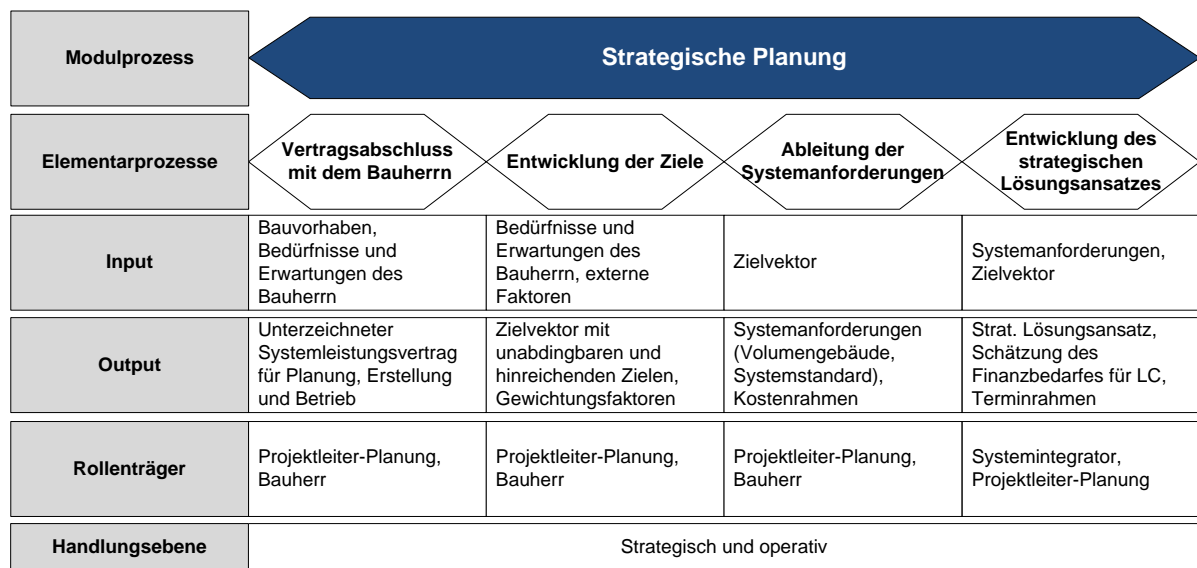 Modulprozess
Strategische Planung
Elementarprozesse
Vertragsabschluss
mit dem Bauherrn
Entwicklung der Ziele
Ableitung der
Systemanforderungen
Entwicklung des
strategischen
Lösungsansatzes
Input
Bauvorhaben,
Bedürfnisse und
Erwartungen des
Bauherrn
Bedürfnisse und
Erwartungen des
Bauherrn, externe
Faktoren
Zielvektor
Systemanforderungen,
Zielvektor
Output
Unterzeichneter
Systemleistungsvertrag
für Planung, Erstellung
und Betrieb
Zielvektor mit
unabdingbaren und
hinreichenden Zielen,
Gewichtungsfaktoren
Systemanforderungen
(Volumengebäude,
Systemstandard),
Kostenrahmen
Strat. Lösungsansatz,
Schätzung des
Finanzbedarfes für LC,
Terminrahmen
Rollenträger
Projektleiter-Planung,
Bauherr
Projektleiter-Planung,
Bauherr
Projektleiter-Planung,
Bauherr
Systemintegrator,
Projektleiter-Planung
Handlungsebene
Strategisch und operativ